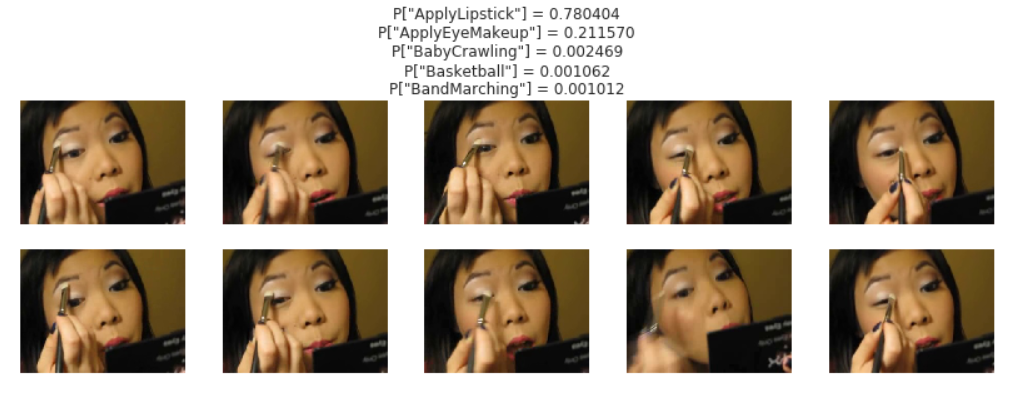 P["ApplyLipstick"] = 0.780404
P["ApplyEyeMakeup"] = 0.211570
P["BabyCrawling"] = 0.002469
P["Basketball"] = 0.001062
P["BandMarching"] = 0.001012